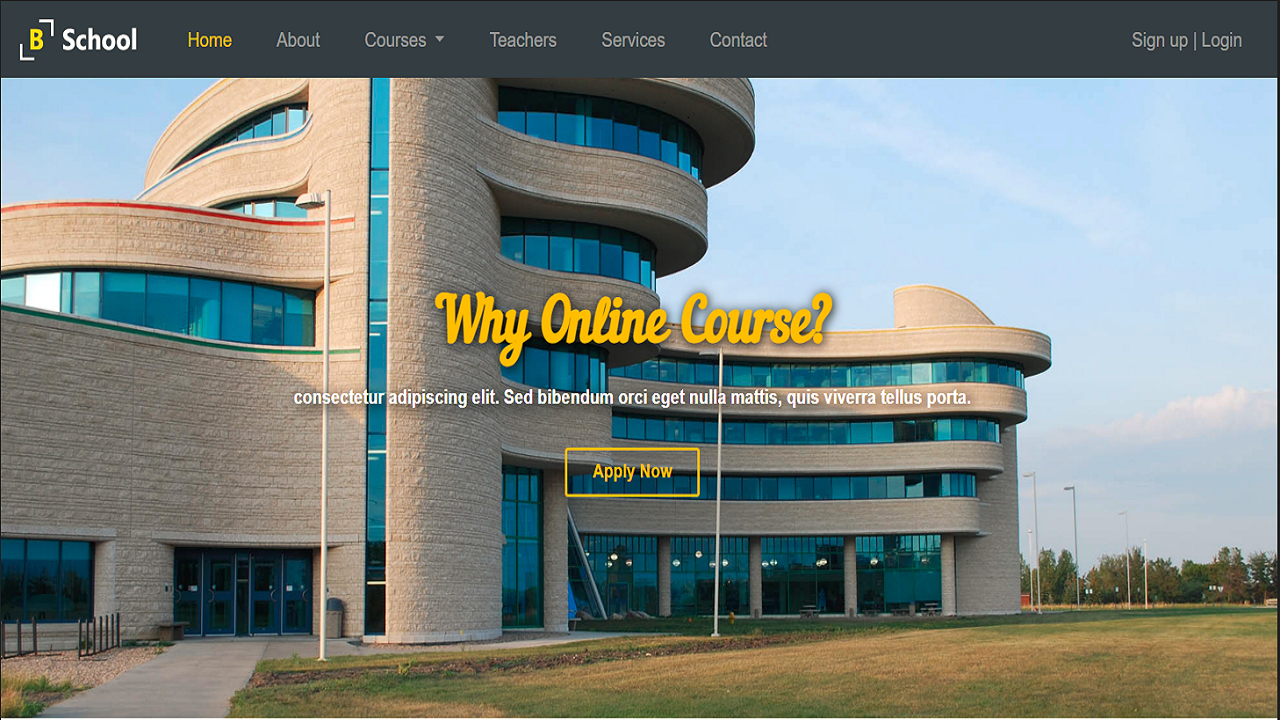 B School
Home
About
Courses
Teachers
Services
Contact
Sign up | Login
Why Online Course?
consectetur adipiscing elit. Sed bibendum orci eget nulla mattis, quis viverra tellus porta.
Apply Now